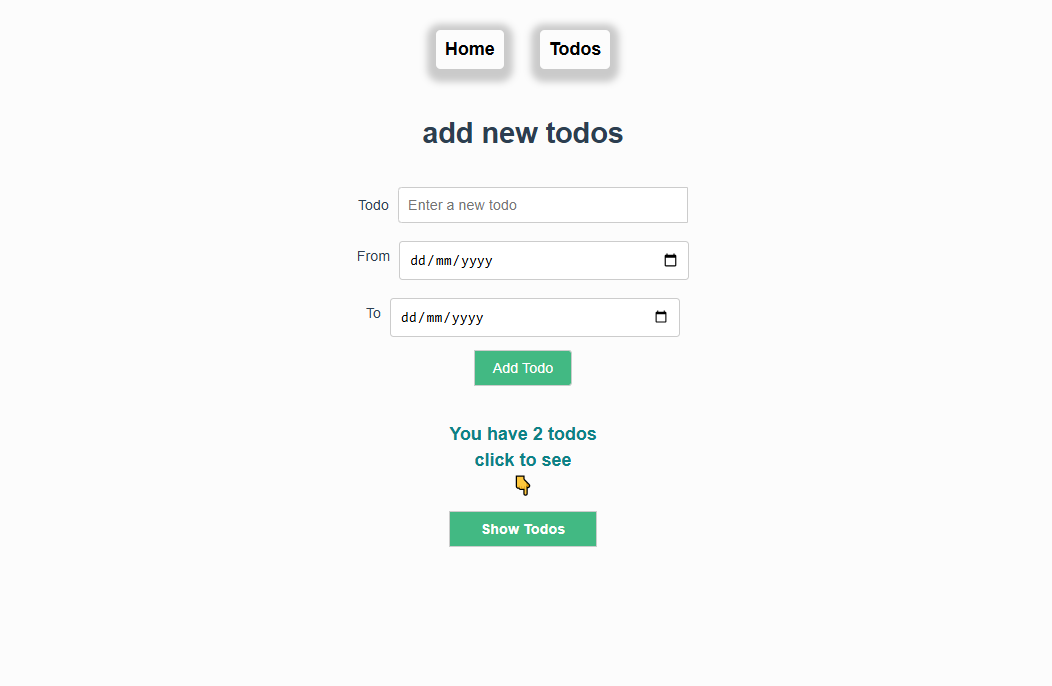 Home Todos
add new todos
Todo Enter a new todo
From dd/mm/yyyy
To dd/mm/yyyy
Add Todo
You have 2 todos
click to see
👇
Show Todos